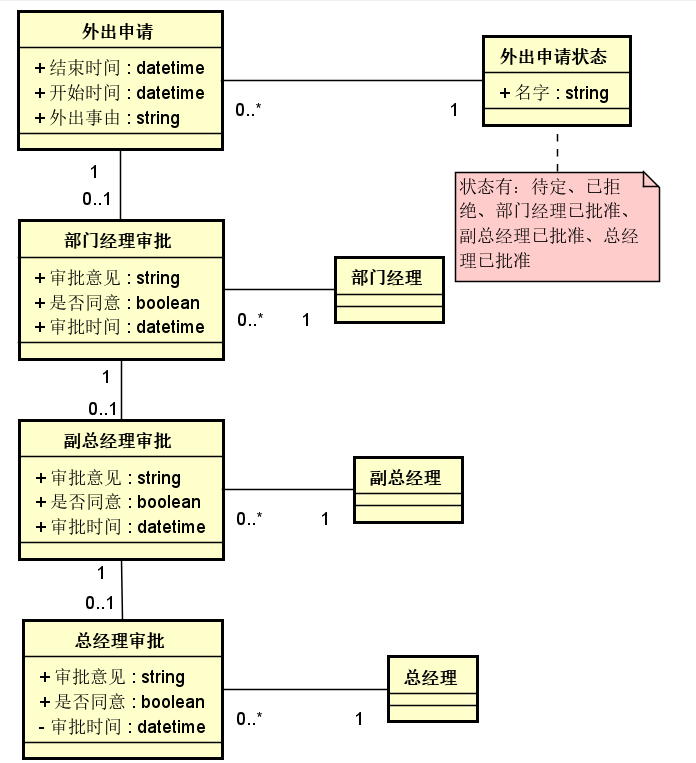 外出申请
+ 结束时间 : datetime
+ 开始时间 : datetime
+ 外出事由 : string
0..*
1
外出申请状态
+ 名字 : string
状态有：待定、已拒
绝、部门经理已批准、
副总经理已批准、总经
理已批准
1
0..1
部门经理审批
+ 审批意见 : string
+ 是否同意 : boolean
+ 审批时间 : datetime
0..*
1
部门经理
1
0..1
副总经理审批
+ 审批意见 : string
+ 是否同意 : boolean
+ 审批时间 : datetime
0..*
1
副总经理
1
0..1
总经理审批
+ 审批意见 : string
+ 是否同意 : boolean
- 审批时间 : datetime
0..*
1
总经理